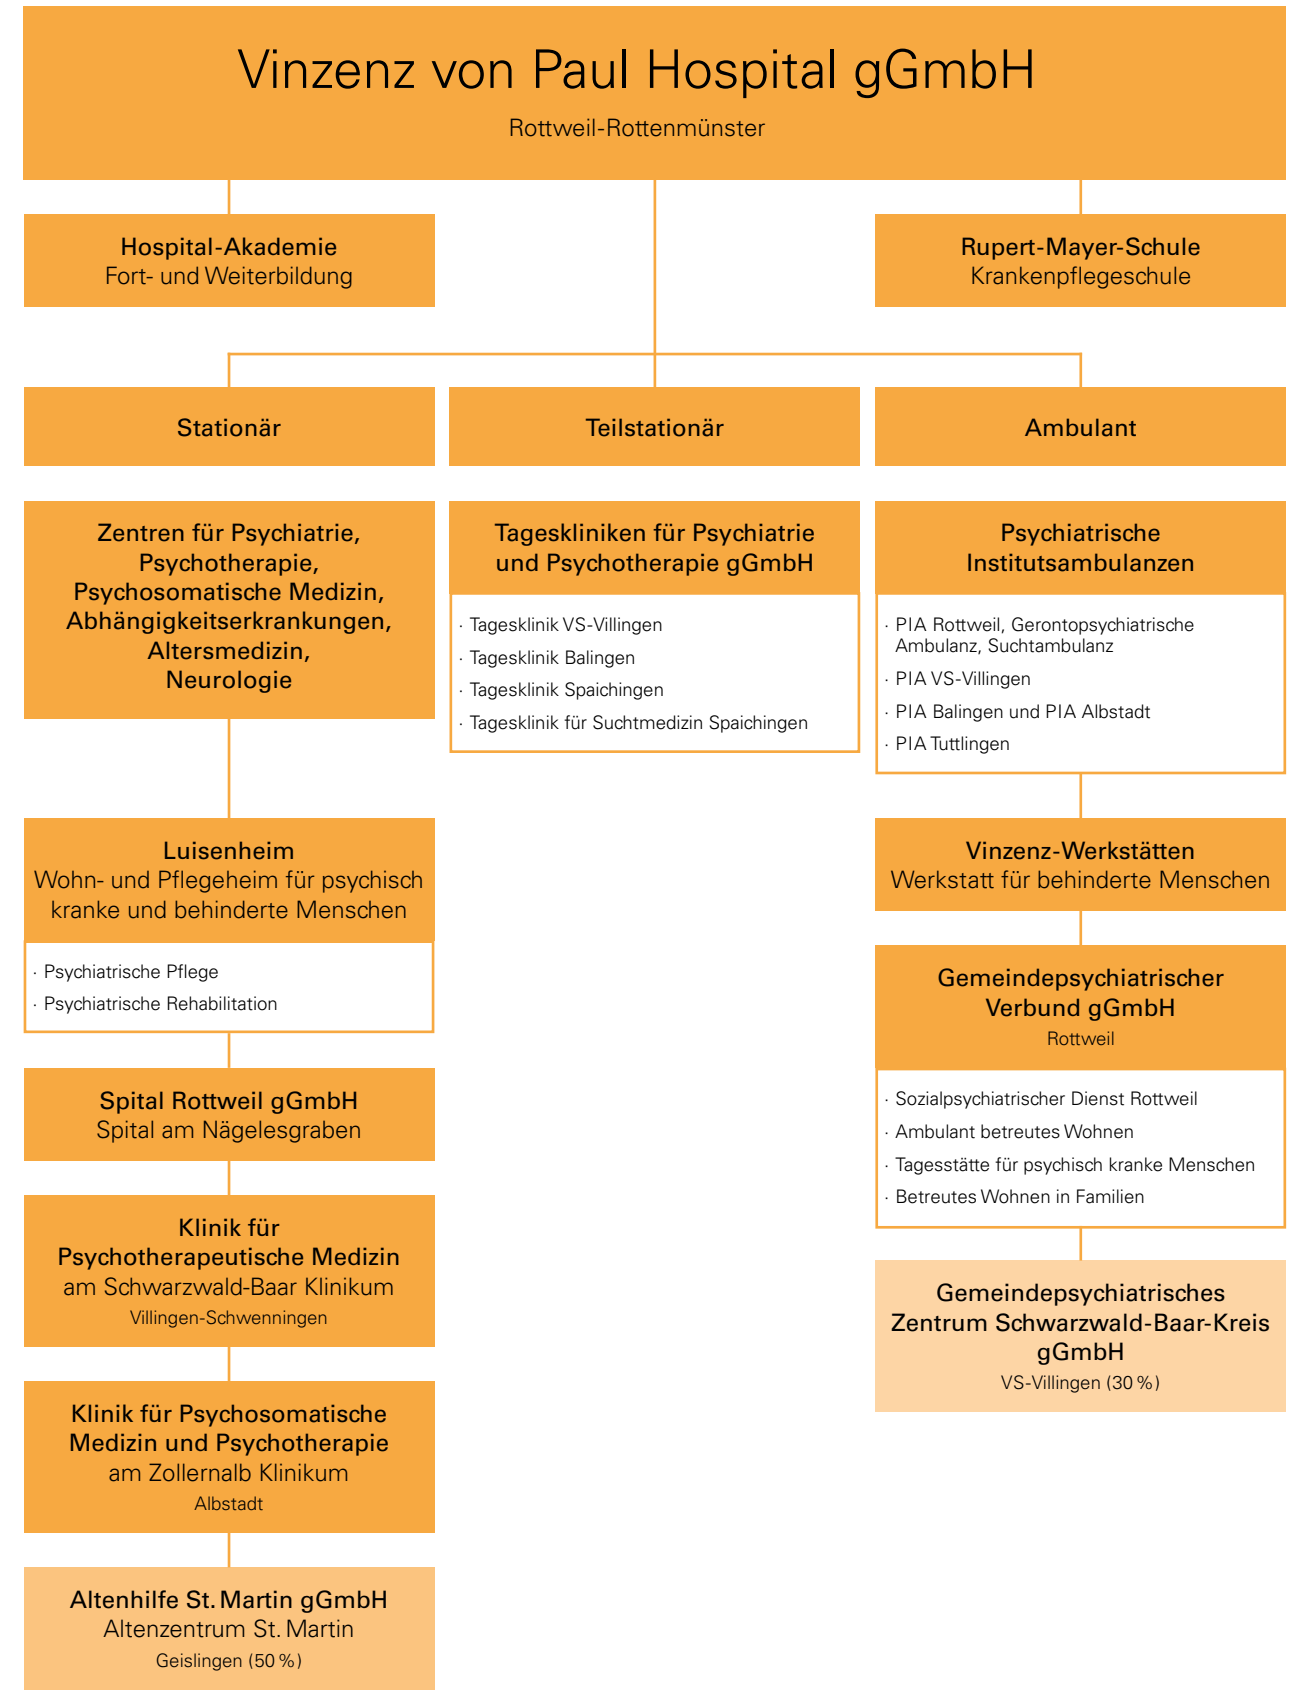 Vinzenz von Paul Hospital gGmbH
Rottweil-Rottenmünster
Hospital-Akademie
Fort- und Weiterbildung
Rupert-Mayer-Schule
Krankenpflegeschule
Stationär
Teilstationär
Ambulant
Zentren für Psychiatrie,
Psychotherapie,
Psychosomatische Medizin,
Abhängigkeitserkrankungen,
Altersmedizin,
Neurologie
Tageskliniken für Psychiatrie
und Psychotherapie gGmbH
· Tagesklinik VS-Villingen
· Tagesklinik Balingen
· Tagesklinik Spaichingen
· Tagesklinik für Suchtmedizin Spaichingen
Psychiatrische
Institutsambulanzen
· PIA Rottweil, Gerontopsychiatrische
Ambulanz, Suchtambulanz
· PIA VS-Villingen
· PIA Balingen und PIA Albstadt
· PIA Tuttlingen
Luisenheim
Wohn- und Pflegeheim für psychisch
kranke und behinderte Menschen
· Psychiatrische Pflege
· Psychiatrische Rehabilitation
Spital Rottweil gGmbH
Spital am Nägelesgraben
Klinik für
Psychotherapeutische Medizin
am Schwarzwald-Baar Klinikum
Villingen-Schwenningen
Klinik für Psychosomatische
Medizin und Psychotherapie
am Zollernalb Klinikum
Albstadt
Altenhilfe St. Martin gGmbH
Altenzentrum St. Martin
Geislingen (50 %)
Vinzenz-Werkstätten
Werkstatt für behinderte Menschen
Gemeindepsychiatrischer
Verbund gGmbH
Rottweil
· Sozialpsychiatrischer Dienst Rottweil
· Ambulant betreutes Wohnen
· Tagesstätte für psychisch kranke Menschen
· Betreutes Wohnen in Familien
Gemeindepsychiatrisches
Zentrum Schwarzwald-Baar-Kreis
gGmbH
VS-Villingen (30 %)